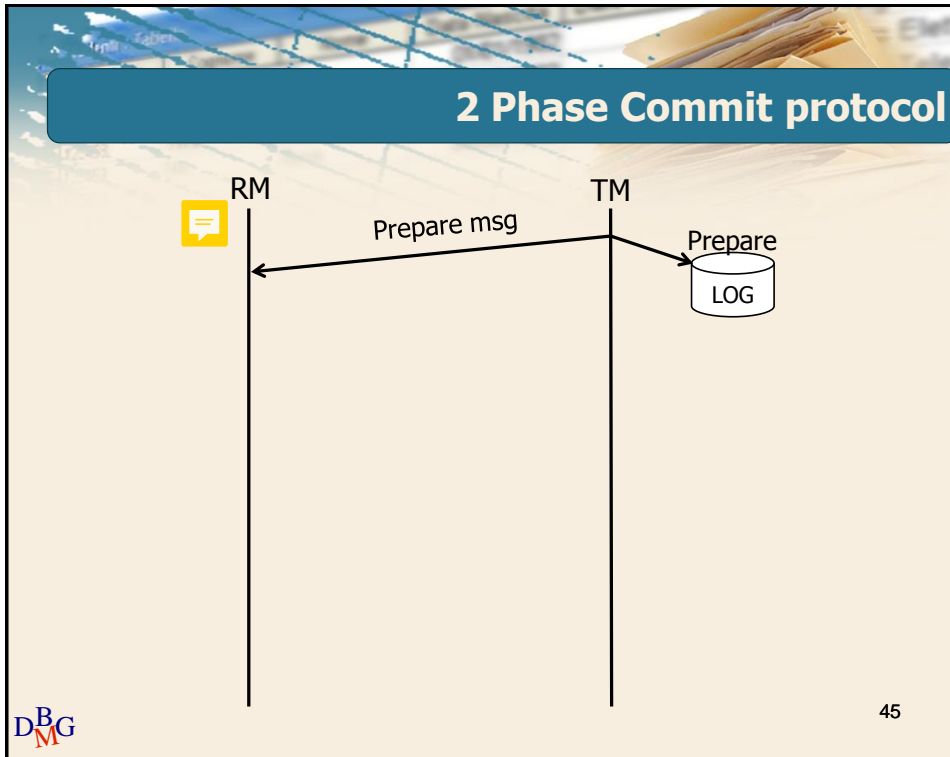 2 Phase Commit protocol
RM
TM
Prepare msg
Prepare
LOG
DBMG
45